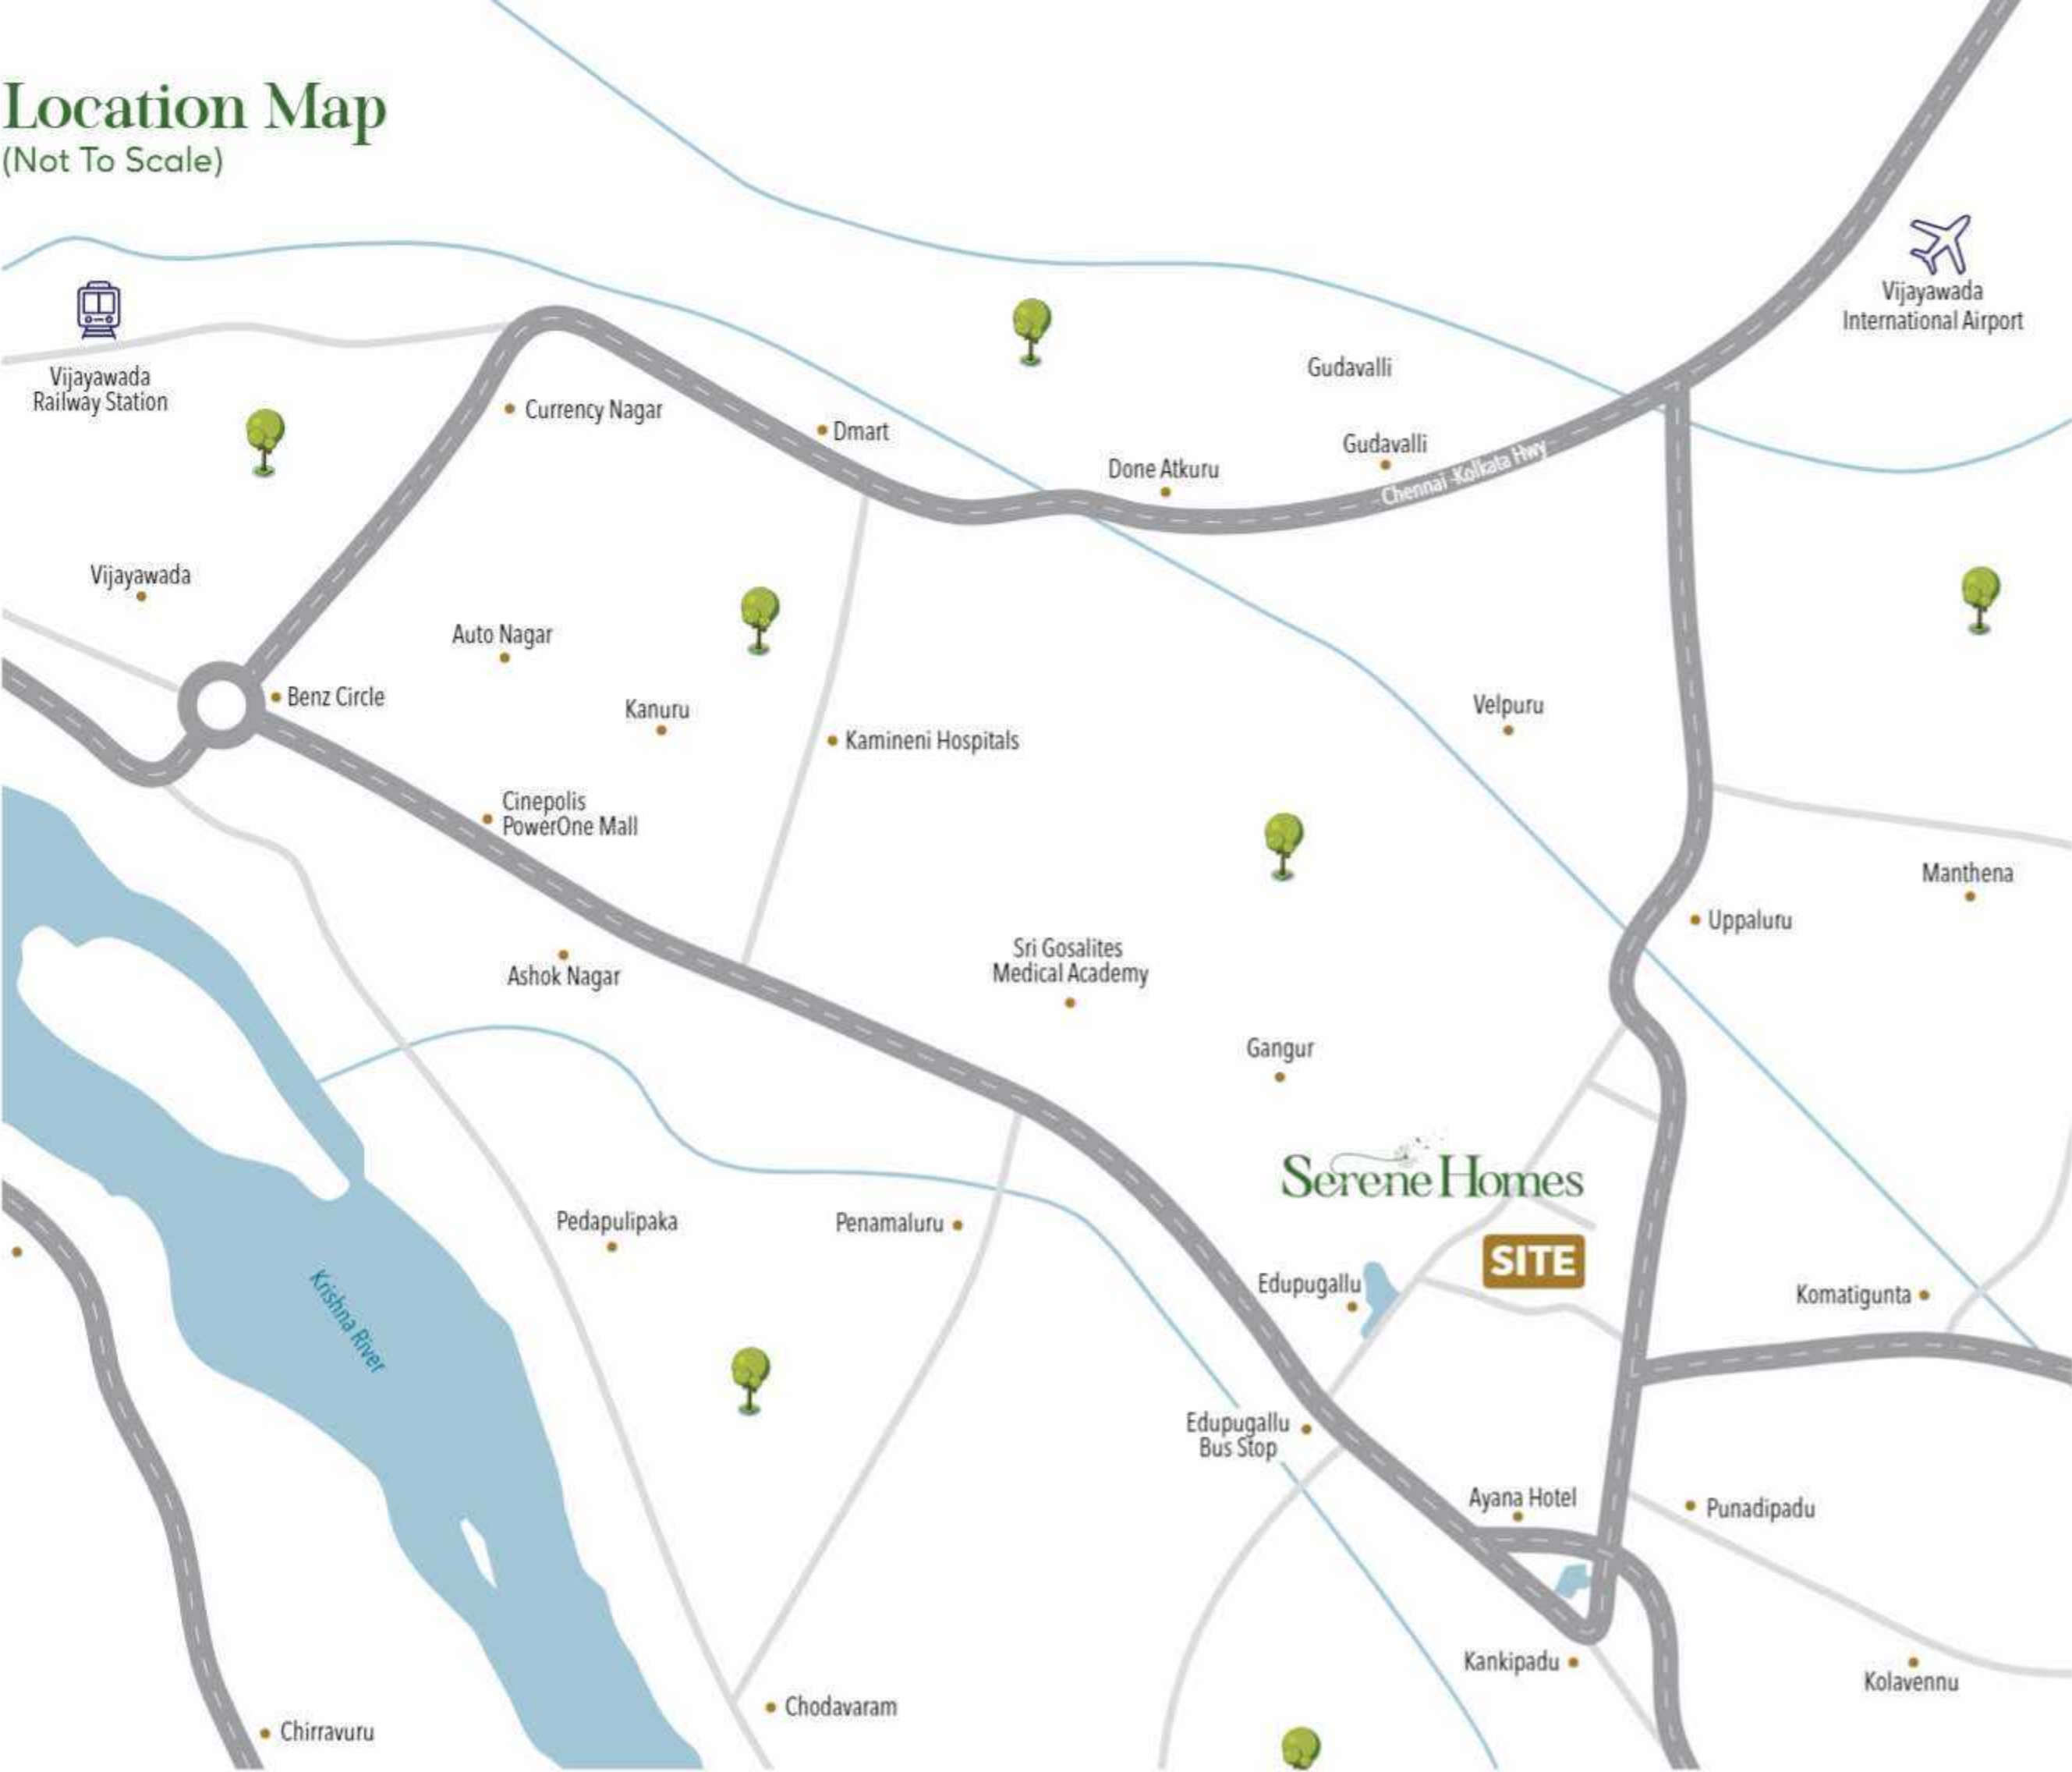 Location Map
(Not To Scale)
Vijayawada
International Airport
Vijayawada
Railway Station
Gudavalli
Currency Nagar
Dmart
Gudavalli
Done Atkuru
Chennai-Kolkata Hwy
Vijayawada
Auto Nagar
Benz Circle
Kanuru
Velpuru
Kamineni Hospitals
Cinepolis
PowerOne Mall
Manthena
Uppaluru
Ashok Nagar
Sri Gosalites
Medical Academy
Gangur
Serene Homes
Pedapulipaka
Penamaluru
SITE
Edupugallu
Komatigunta
Krishna River
Edupugallu
Bus Stop
Ayana Hotel
Punadipadu
Kankipadu
Kolavennu
Chodavaram
Chirravuru